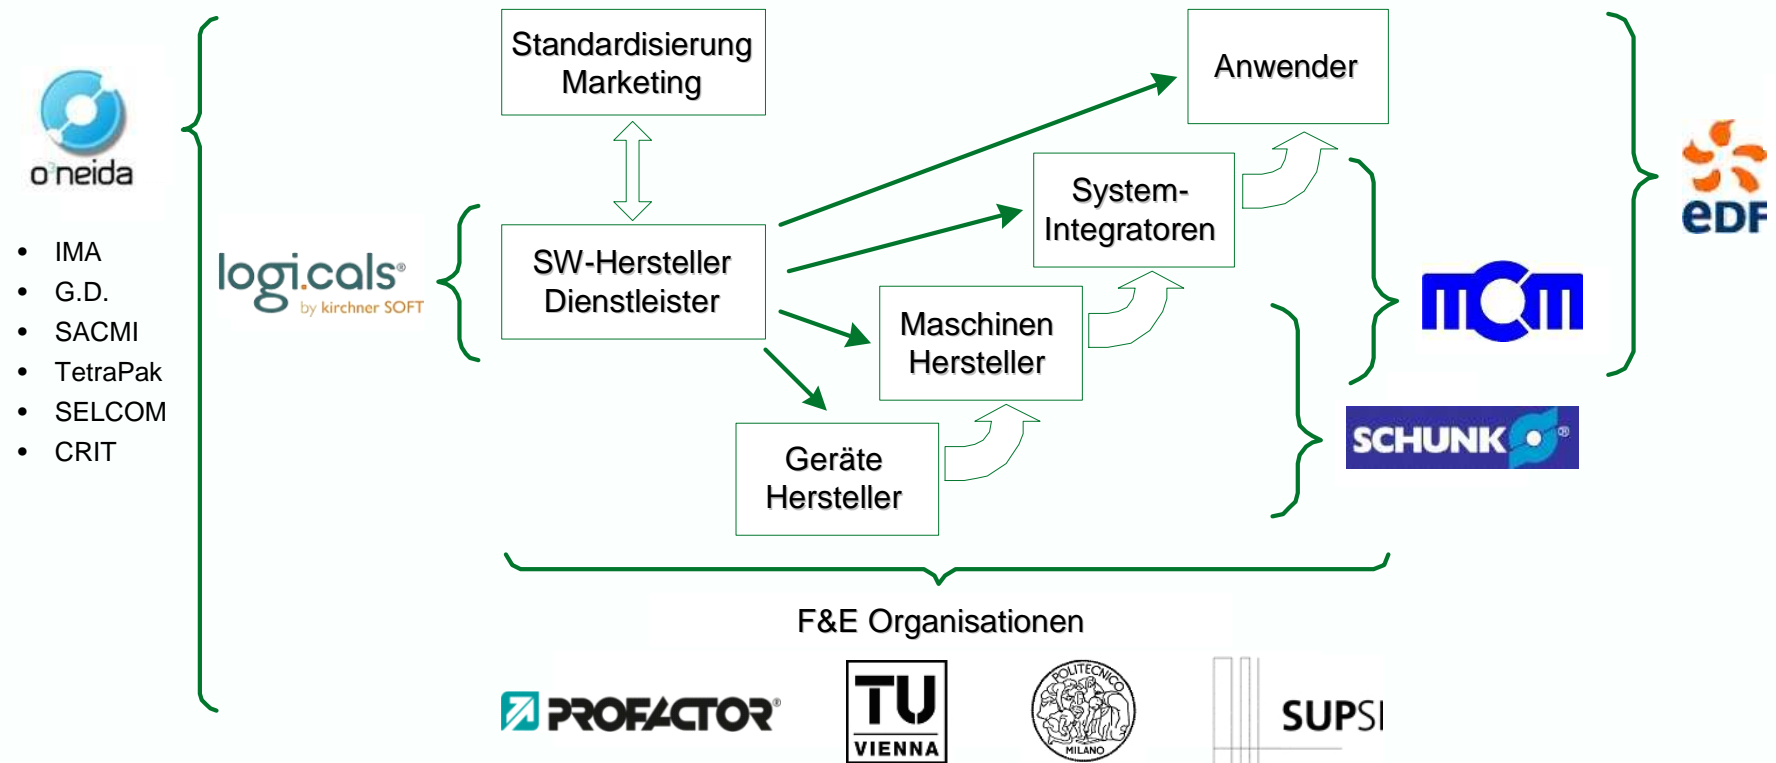 o³neida
• IMA
• G.D.
• SACMI
• TetraPak
• SELCOM
• CRIT
logi.cals®
by kirchner SOFT
Standardisierung
Marketing
SW-Hersteller
Dienstleister
Anwender
System-
Integratoren
Maschinen
Hersteller
Geräte
Hersteller
eDF
mcm
SCHUNK®
F&E Organisationen
PROFACTOR®
TU
VIENNA
POLITECNICO
MILANO
SUPSI